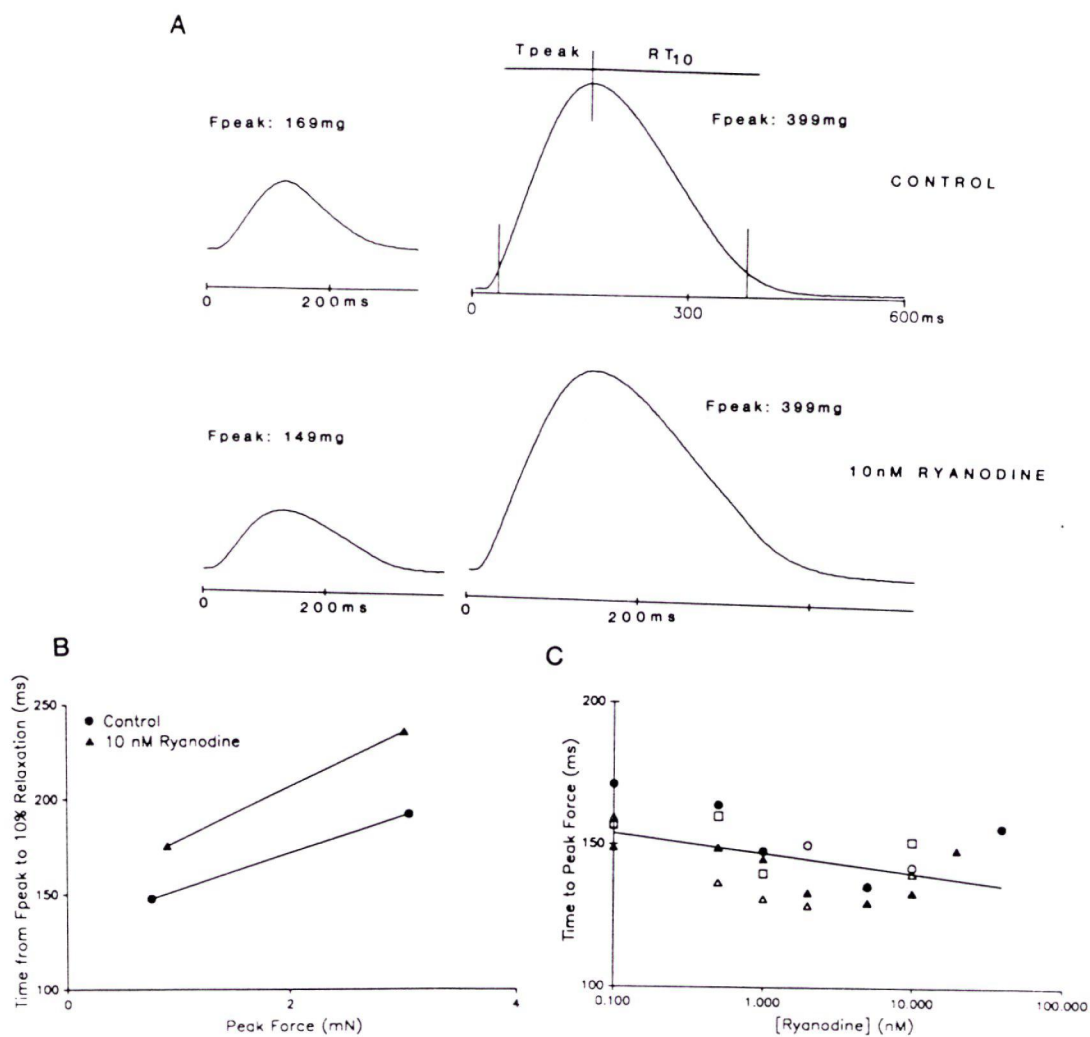 A
Tpeak RT10
Fpeak: 169mg
Fpeak: 399mg
CONTROL
0 200ms
0 300 600ms
Fpeak: 399mg
Fpeak: 149mg
10nM RYANODINE
0 200ms
0 200ms
B
Time from Fpeak to 10% Relaxation (ms)
250
200
150
100
Control
10 nM Ryanodine
0 2 4
Peak Force (mN)
C
Time to Peak Force (ms)
200
150
100
0.100 1.000 10.000 100.000
[Ryanodine] (nM)